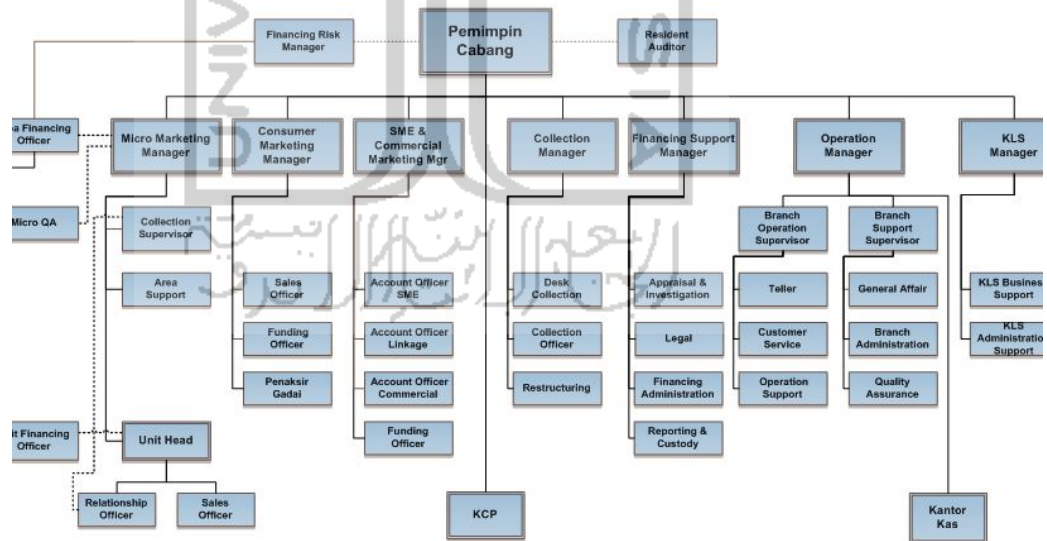 Financing Risk
Manager
Pemimpin
Cabang
Resident
Auditor
Financing
Officer
Micro Marketing
Manager
Consumer
Marketing
Manager
SME &
Commercial
Marketing Mgr
Collection
Manager
Financing Support
Manager
Operation
Manager
KLS
Manager
Micro QA
Collection
Supervisor
Branch
Operation
Supervisor
Branch
Support
Supervisor
Area
Support
Sales
Officer
Account Officer
SME
Desk
Collection
Appraisal &
Investigation
Teller
General Affair
KLS Business
Support
Funding
Officer
Account Officer
Linkage
Collection
Officer
Legal
Customer
Service
Branch
Administration
KLS
Administration
Support
Penaksir
Gadai
Account Officer
Commercial
Restructuring
Financing
Administration
Operation
Support
Quality
Assurance
Financing
Officer
Unit Head
Funding
Officer
Reporting &
Custody
Relationship
Officer
Sales
Officer
KCP
Kantor
Kas